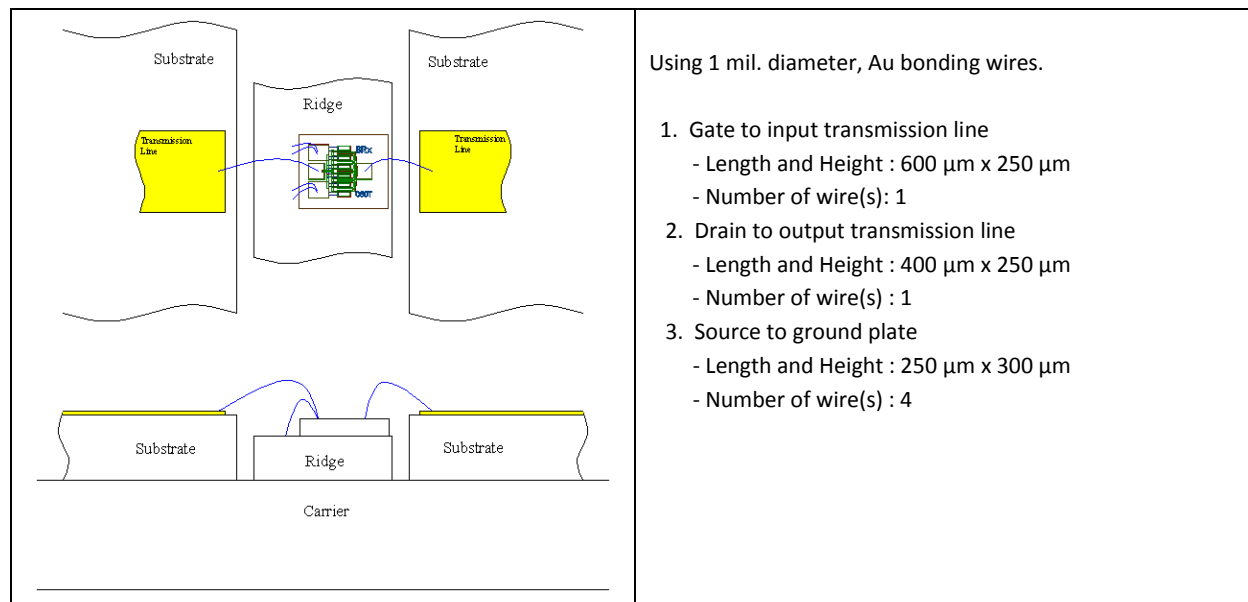 Substrate
Substrate
Ridge
Transmission
Line
Transmission
Line
Substrate
Ridge
Substrate
Carrier
Using 1 mil. diameter, Au bonding wires.
1. Gate to input transmission line
- Length and Height : 600 µm x 250 µm
- Number of wire(s): 1
2. Drain to output transmission line
- Length and Height : 400 µm x 250 µm
- Number of wire(s) : 1
3. Source to ground plate
- Length and Height : 250 µm x 300 µm
- Number of wire(s) : 4